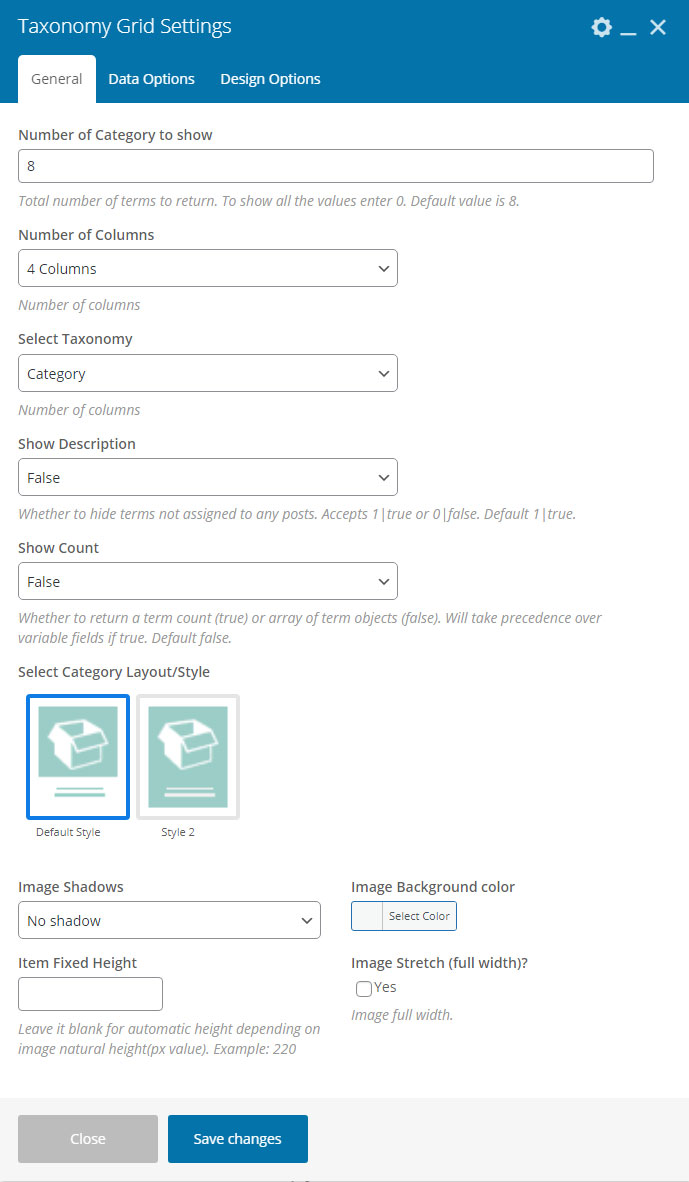 Taxonomy Grid Settings
General Data Options Design Options
Number of Category to show
8
Total number of terms to return. To show all the values enter 0. Default value is 8.
Number of Columns
4 Columns
Number of columns
Select Taxonomy
Category
Number of columns
Show Description
False
Whether to hide terms not assigned to any posts. Accepts 1|true or 0|false. Default 1|true.
Show Count
False
Whether to return a term count (true) or array of term objects (false). Will take precedence over
variable fields if true. Default false.
Select Category Layout/Style
Default Style Style 2
Image Shadows Image Background color
No shadow Select Color
Item Fixed Height Image Stretch (full width)?
Yes
Leave it blank for automatic height depending on Image full width.
image natural height(px value). Example: 220
Close Save changes